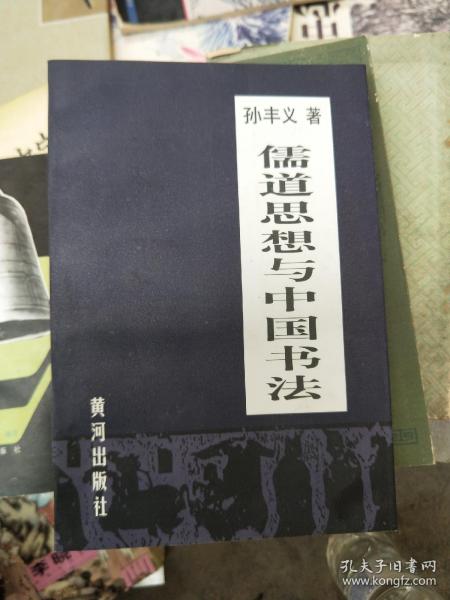 孙丰义 著
儒道思想与中国书法
黄河出版社
孔夫子旧书网
www.kongfz.com